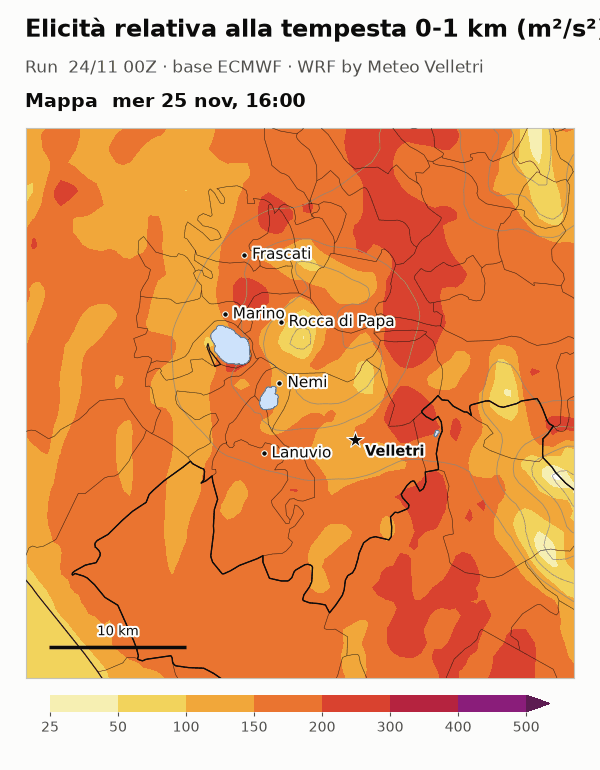 Elicità relativa alla tempesta 0-1 km (m²/s²)
Run 24/11 00Z · base ECMWF · WRF by Meteo Velletri
Mappa mer 25 nov, 16:00
Frascati
Marino
Rocca di Papa
Nemi
Velletri
Lanuvio
10 km
25 50 100 150 200 300 400 500